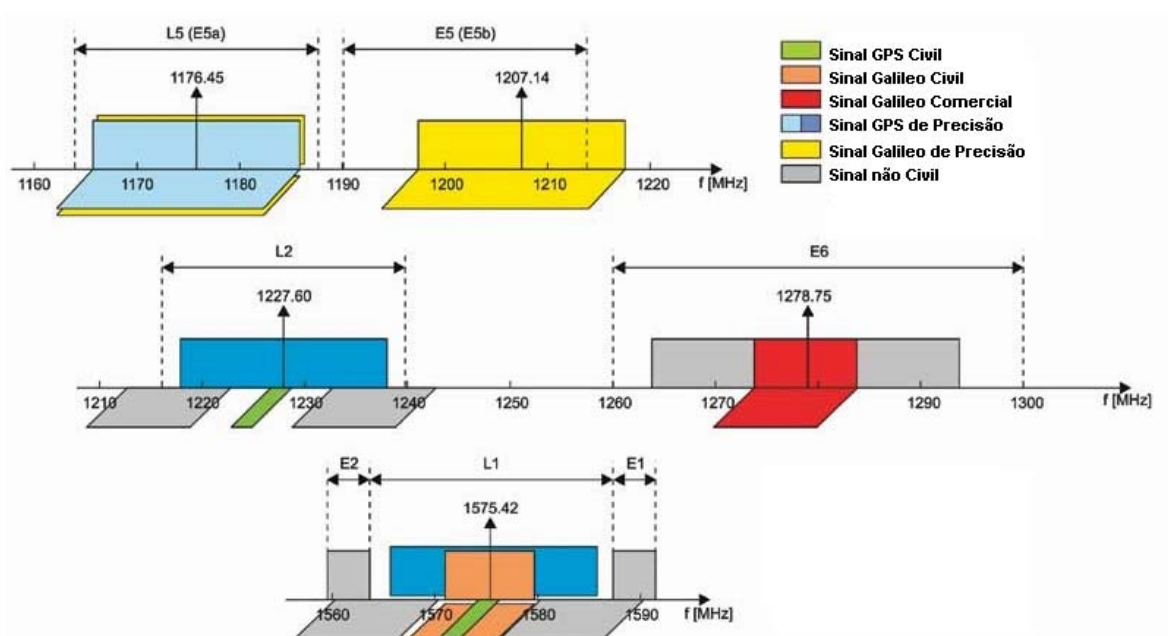 L5 (E5a)
E5 (E5b)
1176.45
1207.14
Sinal GPS Civil
Sinal Galileo Civil
Sinal Galileo Comercial
Sinal GPS de Precisão
Sinal Galileo de Precisão
Sinal não Civil
1160 1170 1180 1190 1200 1210 1220 f [MHz]
L2
E6
1227.60
1278.75
1210 1220 1230 1240 1250 1260 1270 1290 1300 f [MHz]
E2 L1 E1
1575.42
1560 1570 1580 1590 f [MHz]